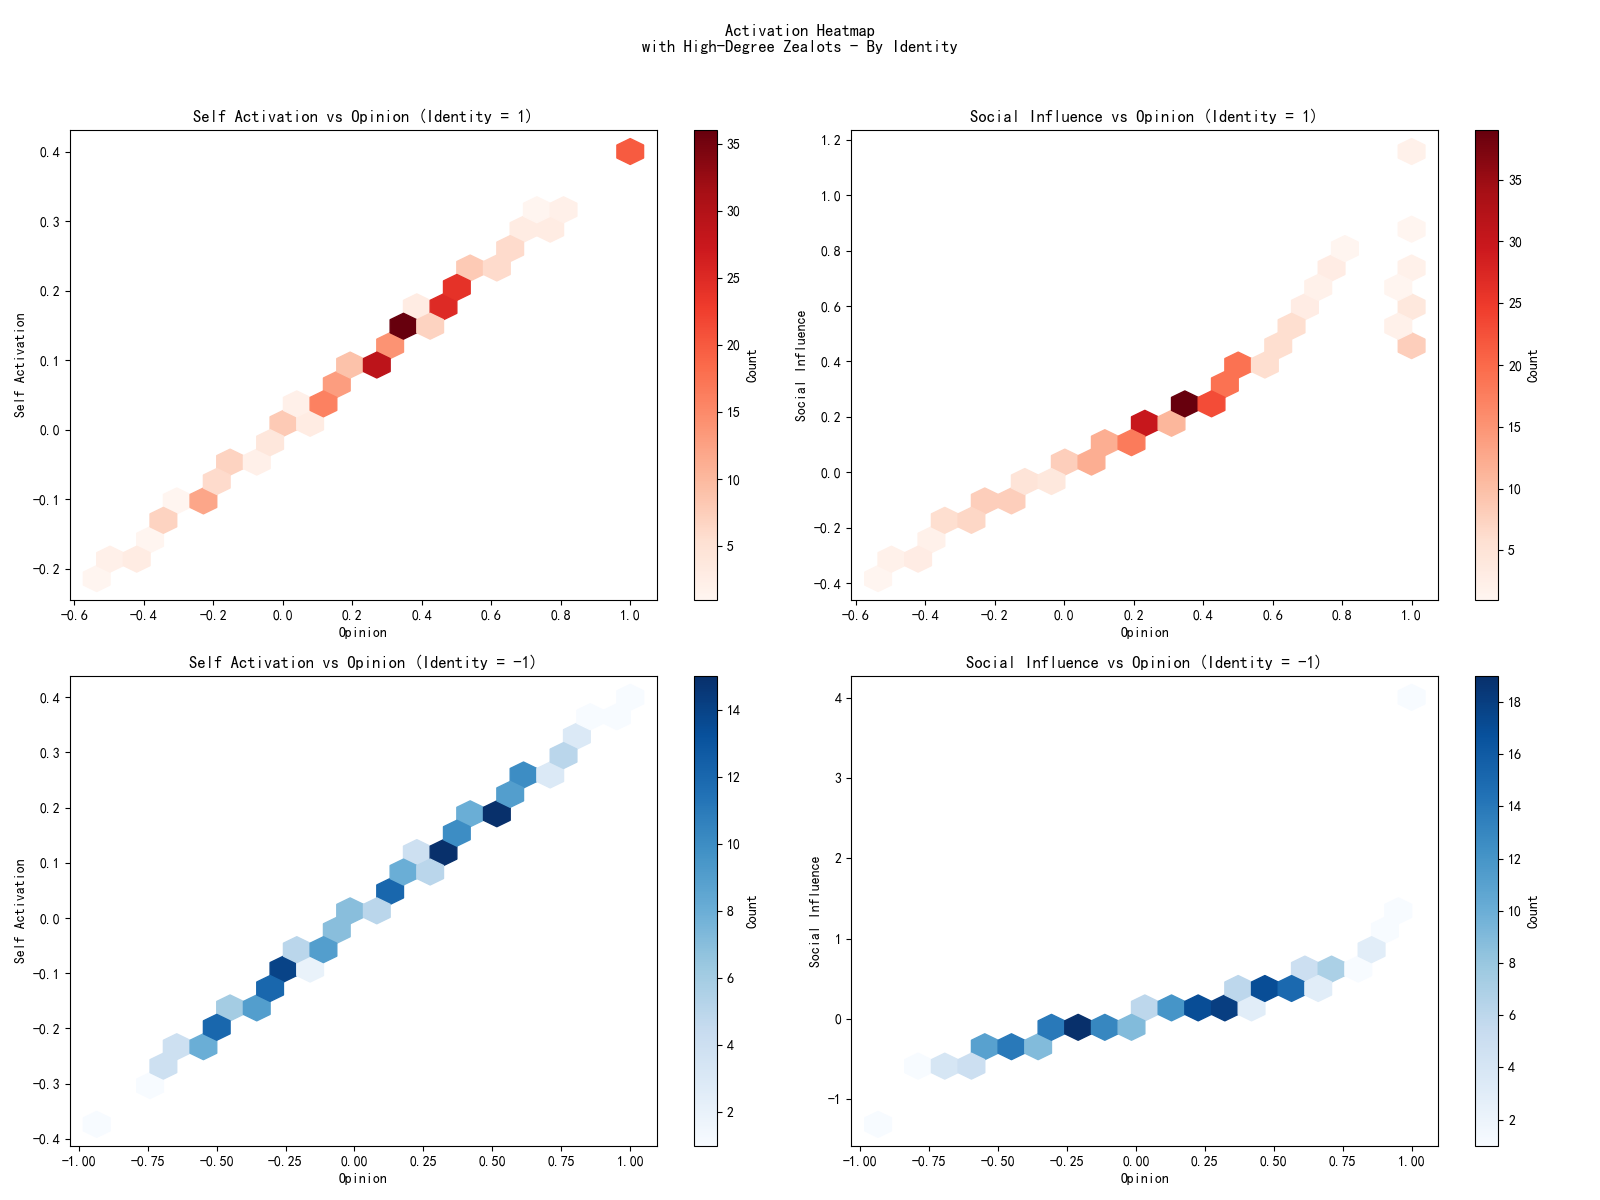 Activation Heatmap
with High-Degree Zealots - By Identity
Self Activation vs Opinion (Identity = 1)
0.4
0.3
0.2
0.1
0.0
-0.1
-0.2
Self Activation
-0.6 -0.4 -0.2 0.0 0.2 0.4 0.6 0.8 1.0
Opinion
35
30
25
20
15
10
5
Count
Social Influence vs Opinion (Identity = 1)
1.2
1.0
0.8
0.6
0.4
0.2
0.0
-0.2
-0.4
Social Influence
-0.6 -0.4 -0.2 0.0 0.2 0.4 0.6 0.8 1.0
Opinion
35
30
25
20
15
10
5
Count
Self Activation vs Opinion (Identity = -1)
0.4
0.3
0.2
0.1
0.0
-0.1
-0.2
-0.3
-0.4
Self Activation
-1.00 -0.75 -0.50 -0.25 0.00 0.25 0.50 0.75 1.00
Opinion
14
12
10
8
6
4
2
Count
Social Influence vs Opinion (Identity = -1)
4
3
2
1
0
-1
Social Influence
-1.00 -0.75 -0.50 -0.25 0.00 0.25 0.50 0.75 1.00
Opinion
18
16
14
12
10
8
6
4
2
Count